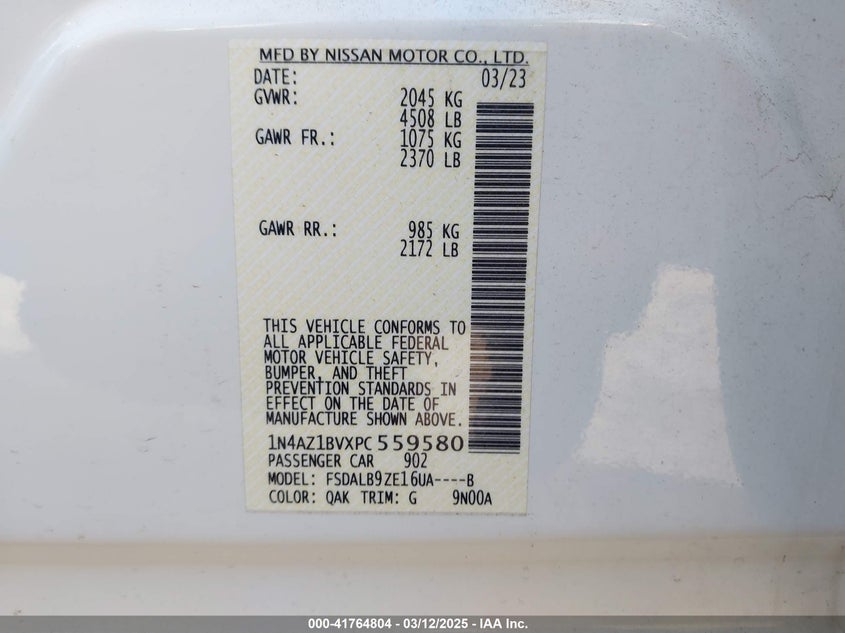 MFD BY NISSAN MOTOR CO., LTD.
DATE: 03/23
GVWR: 2045 KG
4508 LB
GAWR FR.: 1075 KG
2370 LB
GAWR RR.: 985 KG
2172 LB
THIS VEHICLE CONFORMS TO
ALL APPLICABLE FEDERAL
MOTOR VEHICLE SAFETY,
BUMPER, AND THEFT
PREVENTION STANDARDS IN
EFFECT ON THE DATE OF
MANUFACTURE SHOWN ABOVE.
1N4AZ1BVXPC559580
PASSENGER CAR 902
MODEL: FSDALB9ZE16UA----B
COLOR: QAK TRIM: G 9N00A
000-41764804 - 03/12/2025 - IAA Inc.